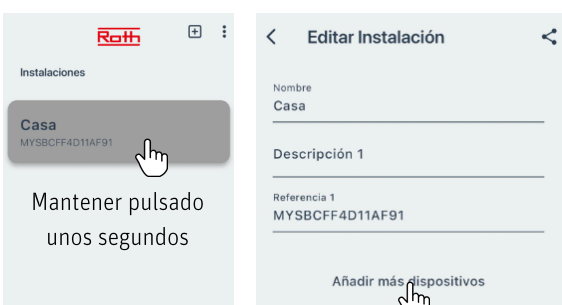 Roth
Instalaciones
Casa
MYSBCFF4D11AF91
Mantener pulsado
unos segundos
Editar Instalación
Nombre
Casa
Descripción 1
Referencia 1
MYSBCFF4D11AF91
Añadir más dispositivos